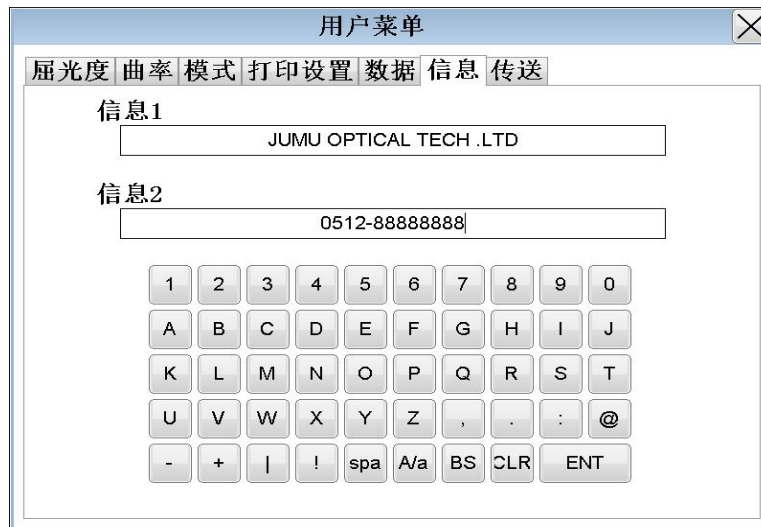 用户菜单
屈光度 曲率 模式 打印设置 数据 信息 传送
信息1
JUMU OPTICAL TECH .LTD
信息2
0512-88888888
1 2 3 4 5 6 7 8 9 0
A B C D E F G H I J
K L M N O P Q R S T
U V W X Y Z , . : @
- + | ! spa A/a BS CLR ENT